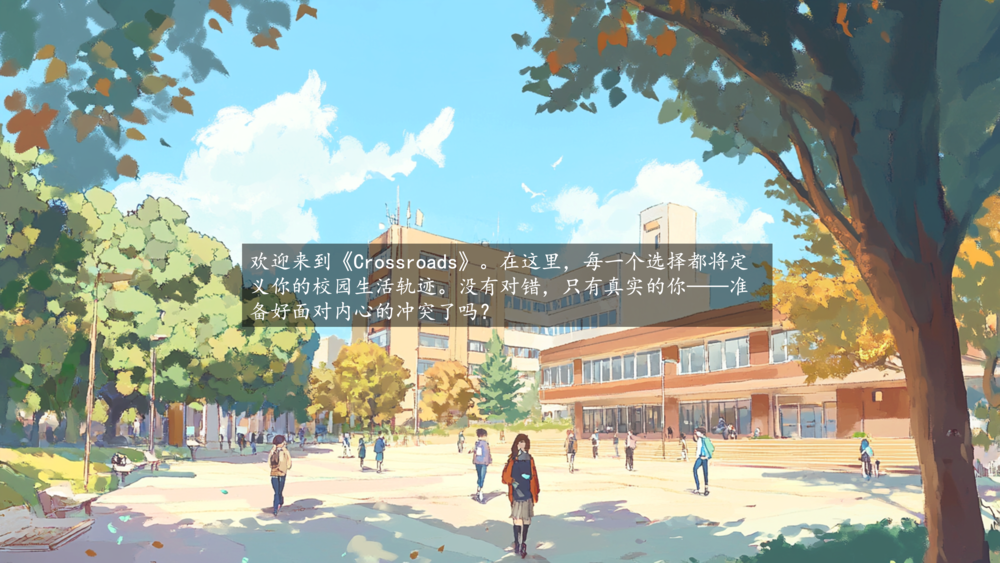 欢迎来到《Crossroads》。在这里，每一个选择都将定
义你的校园生活轨迹。没有对错，只有真实的你——准
备好面对内心的冲突了吗？